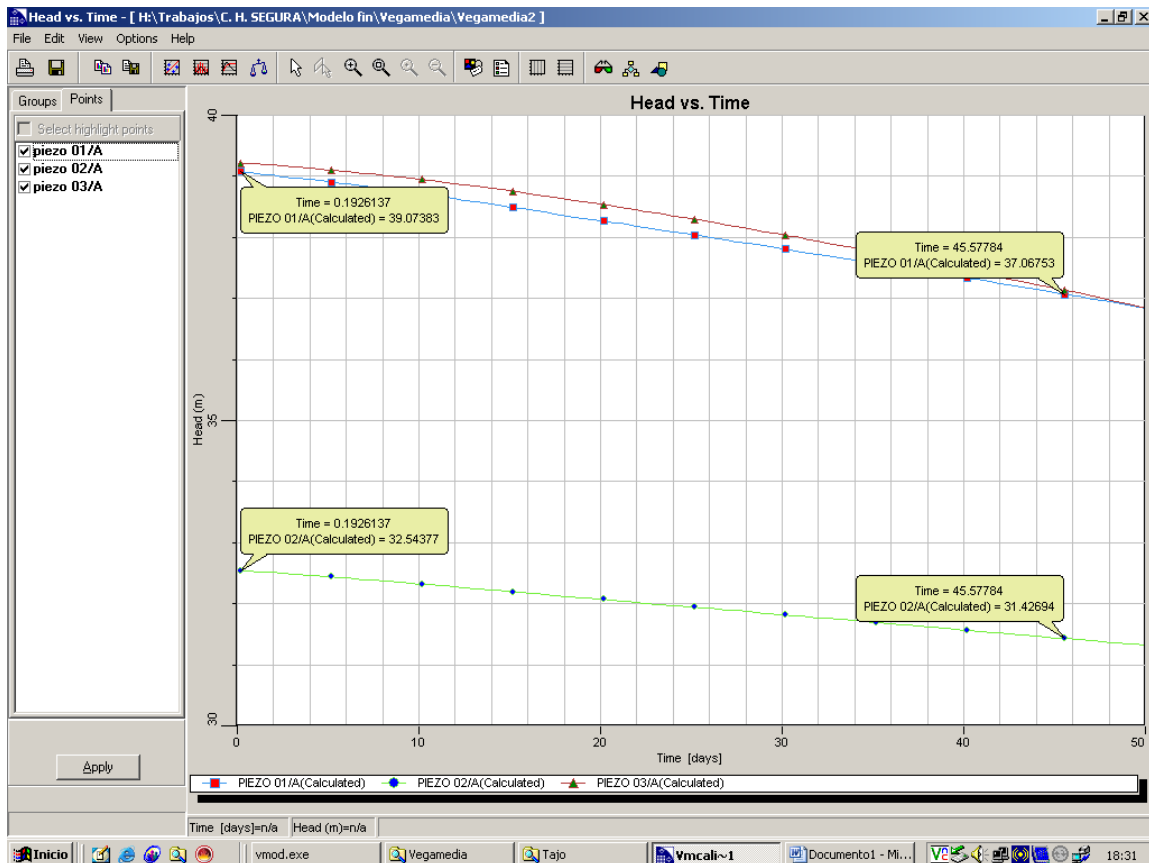 Head vs. Time - [ H:\Trabajos\C. H. SEGURA\Modelo fin\Vegamedia\Vegamedia2 ]
File Edit View Options Help
Groups Points
Select highlight points
piezo 01/A
piezo 02/A
piezo 03/A
Apply
Head vs. Time
40
35
30
Head (m)
Time = 0.1926137
PIEZO 01/A(Calculated) = 39.07383
Time = 45.57784
PIEZO 01/A(Calculated) = 37.06753
Time = 0.1926137
PIEZO 02/A(Calculated) = 32.54377
Time = 45.57784
PIEZO 02/A(Calculated) = 31.42694
0 10 20 30 40 50
Time [days]
PIEZO 01/A(Calculated) PIEZO 02/A(Calculated) PIEZO 03/A(Calculated)
Time [days]=n/a Head (m)=n/a
Inicio vmod.exe Vegamedia Tajo Vmcali~1 Documento1 - Mi... 18:31